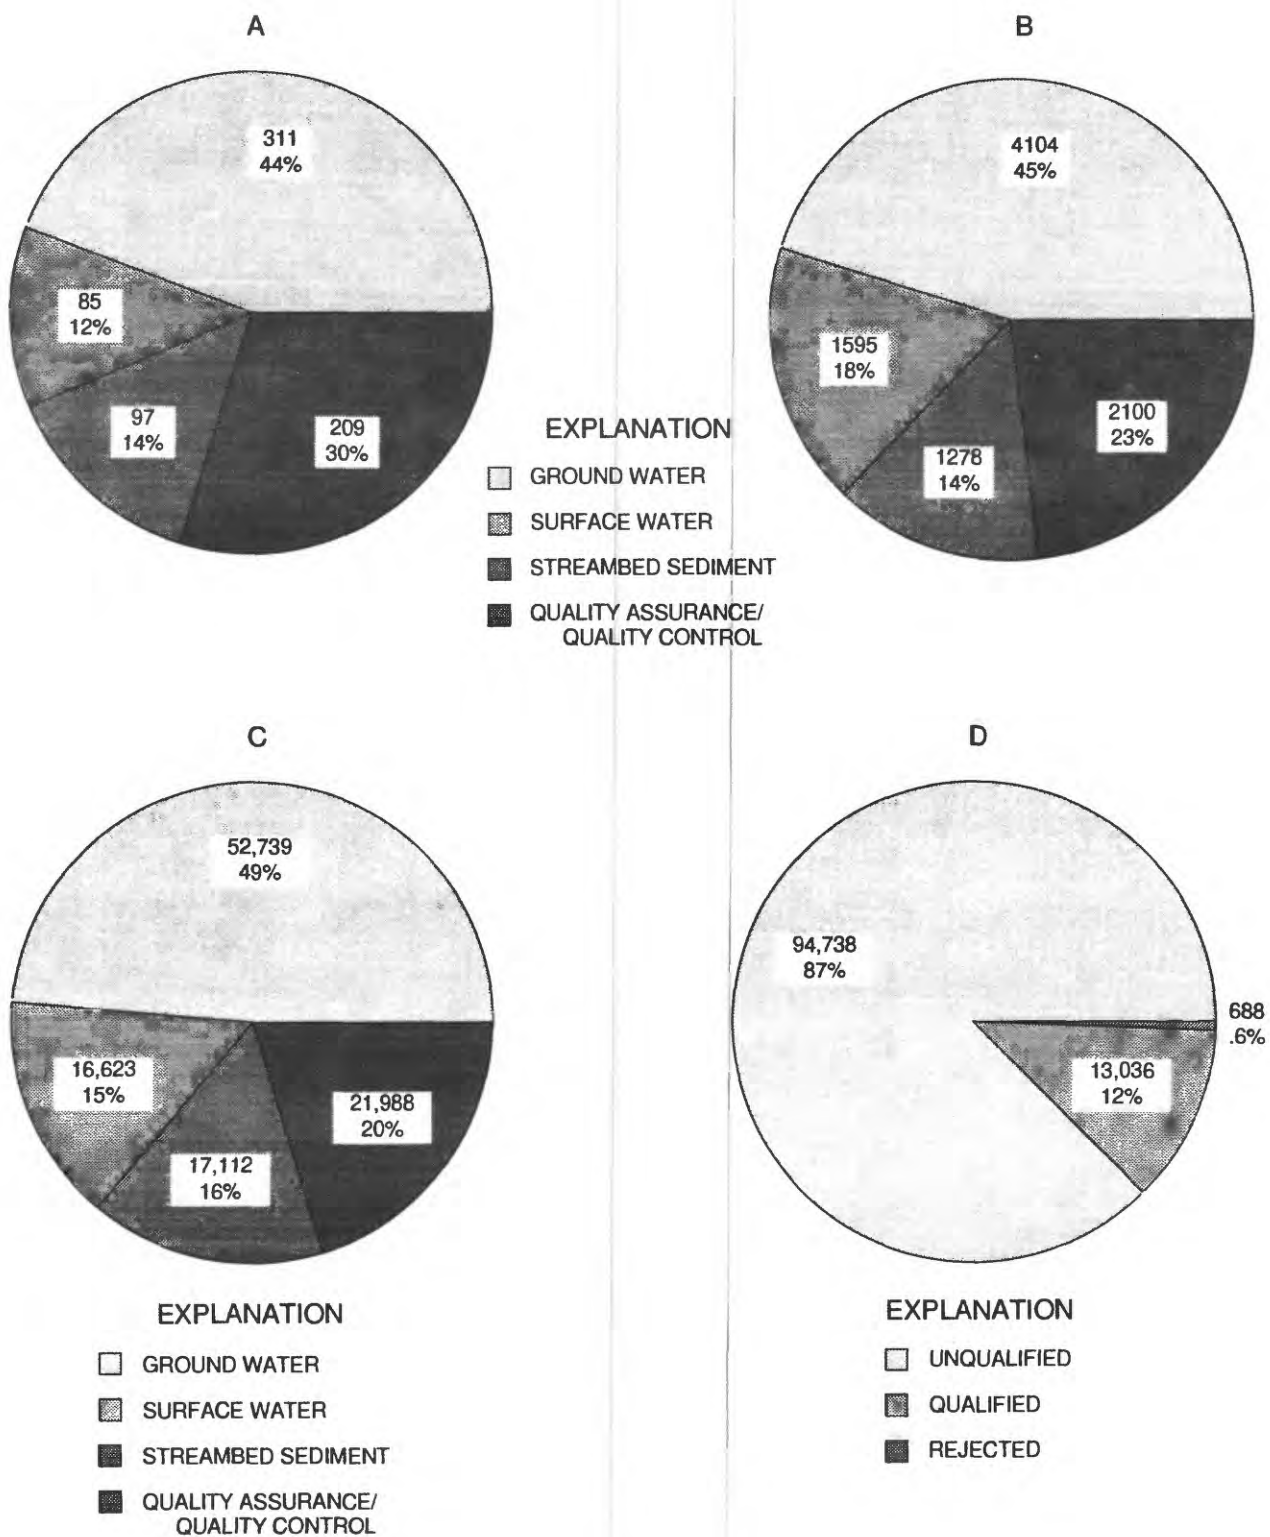 A
311
44%
85
12%
97
14%
209
30%
B
4104
45%
1595
18%
1278
14%
2100
23%
EXPLANATION
GROUND WATER
SURFACE WATER
STREAMBED SEDIMENT
QUALITY ASSURANCE/
QUALITY CONTROL
C
52,739
49%
16,623
15%
17,112
16%
21,988
20%
EXPLANATION
GROUND WATER
SURFACE WATER
STREAMBED SEDIMENT
QUALITY ASSURANCE/
QUALITY CONTROL
D
94,738
87%
688
.6%
13,036
12%
EXPLANATION
UNQUALIFIED
QUALIFIED
REJECTED